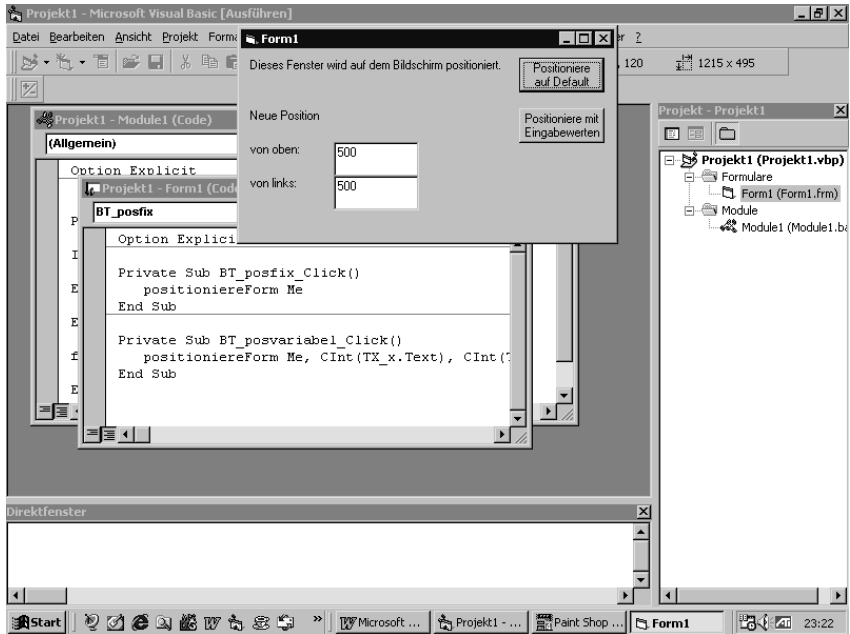 Projekt1 - Microsoft Visual Basic [Ausführen]
Datei Bearbeiten Ansicht Projekt Forma
?
, 120
1215 x 495
Form1
Dieses Fenster wird auf dem Bildschirm positioniert.
Positioniere
auf Default
Neue Position
Positioniere mit
Eingabewerten
von oben:
500
von links:
500
Projekt1 - Module1 (Code)
(Allgemein)
Option Explicit
Projekt1 - Form1 (Code
BT_posfix
Option Explici
Private Sub BT_posfix_Click()
positioniereForm Me
End Sub
Private Sub BT_posvariabel_Click()
positioniereForm Me, CInt(TX_x.Text), CInt(T
End Sub
Projekt - Projekt1
Projekt1 (Projekt1.vbp)
Formulare
Form1 (Form1.frm)
Module
Module1 (Module1.ba
Direktfenster
Start
Microsoft ...
Projekt1 - ...
Paint Shop ...
Form1
23:22